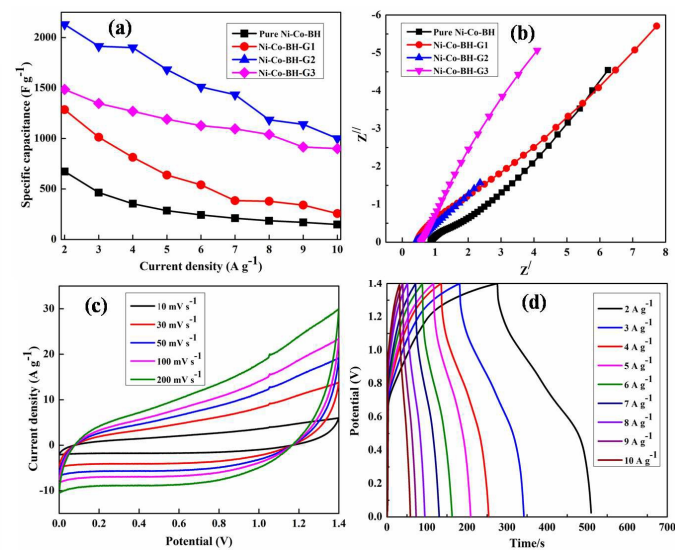 (a)
Pure Ni-Co-BH
Ni-Co-BH-G1
Ni-Co-BH-G2
Ni-Co-BH-G3
Specific capacitance (F g⁻¹)
2000
1500
1000
500
0
2 3 4 5 6 7 8 9 10
Current density (A g⁻¹)
(b)
Pure Ni-Co-BH
Ni-Co-BH-G1
Ni-Co-BH-G2
Ni-Co-BH-G3
Z//
-5
-4
-3
-2
-1
0
0 1 2 3 4 5 6 7 8
Z/
(c)
10 mV s⁻¹
30 mV s⁻¹
50 mV s⁻¹
100 mV s⁻¹
200 mV s⁻¹
Current density (A g⁻¹)
30
20
10
0
-10
0.0 0.2 0.4 0.6 0.8 1.0 1.2 1.4
Potential (V)
(d)
2 A g⁻¹
3 A g⁻¹
4 A g⁻¹
5 A g⁻¹
6 A g⁻¹
7 A g⁻¹
8 A g⁻¹
9 A g⁻¹
10 A g⁻¹
Potential (V)
1.4
1.2
1.0
0.8
0.6
0.4
0.2
0.0
0 100 200 300 400 500 600 700
Time/s